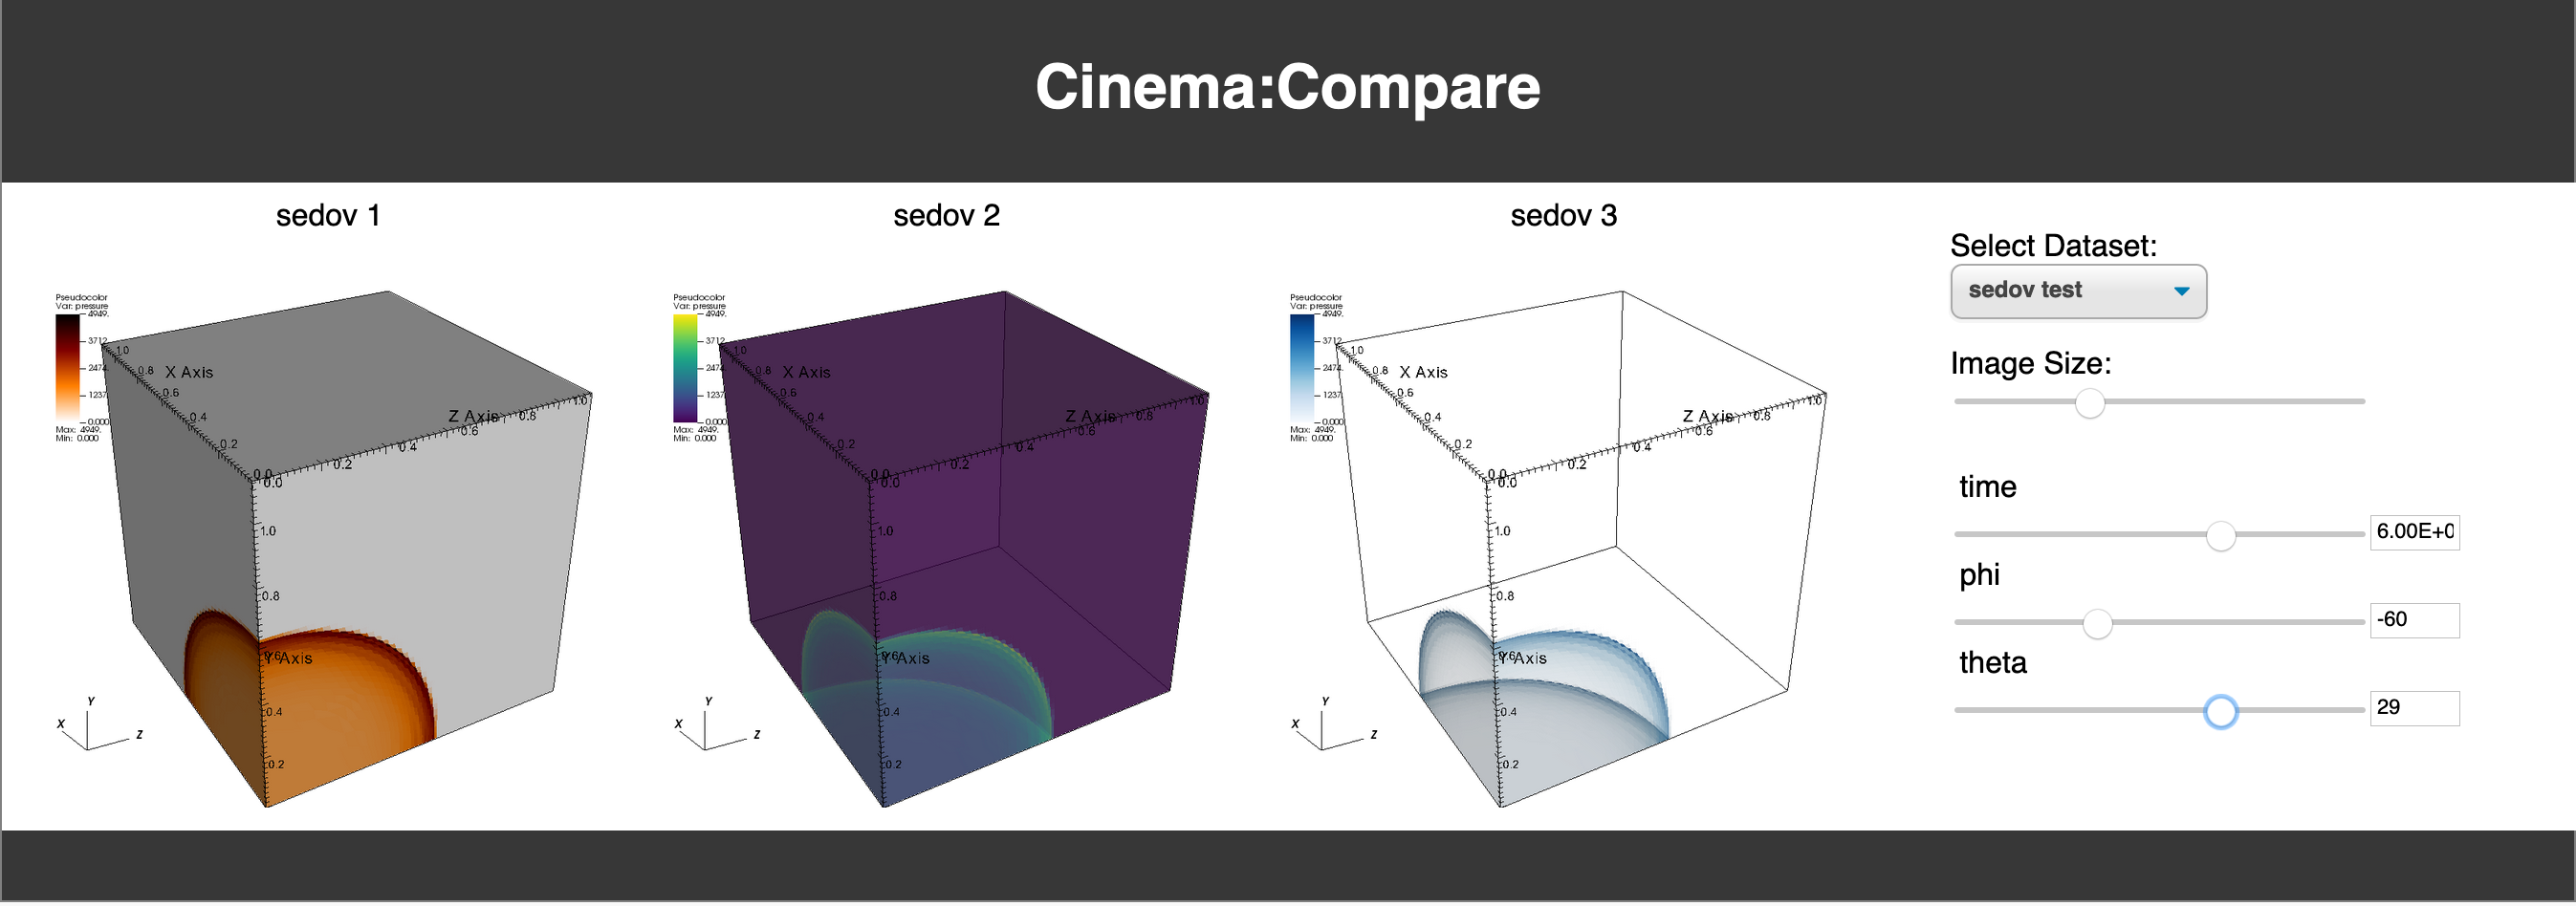 Cinema:Compare
sedov 1
Pseudocolor
Var: pressure
4949.
3712.
2474.
1237.
0.000
Max: 4949.
Min: 0.000
1.0
0.8
X Axis
0.6
0.4
0.2
0.0
0.0
0.2
0.4
Z Axis
0.6
0.8
1.0
1.0
0.8
0.6
Y Axis
0.4
0.2
Y
X
Z
sedov 2
Pseudocolor
Var: pressure
4949.
3712.
2474.
1237.
0.000
Max: 4949.
Min: 0.000
1.0
0.8
X Axis
0.6
0.4
0.2
0.0
0.0
0.2
0.4
Z Axis
0.6
0.8
1.0
1.0
0.8
0.6
Y Axis
0.4
0.2
Y
X
Z
sedov 3
Pseudocolor
Var: pressure
4949.
3712.
2474.
1237.
0.000
Max: 4949.
Min: 0.000
1.0
0.8
X Axis
0.6
0.4
0.2
0.0
0.0
0.2
0.4
Z Axis
0.6
0.8
1.0
1.0
0.8
0.6
Y Axis
0.4
0.2
Y
X
Z
Select Dataset:
sedov test
Image Size:
time
6.00E+0
phi
-60
theta
29